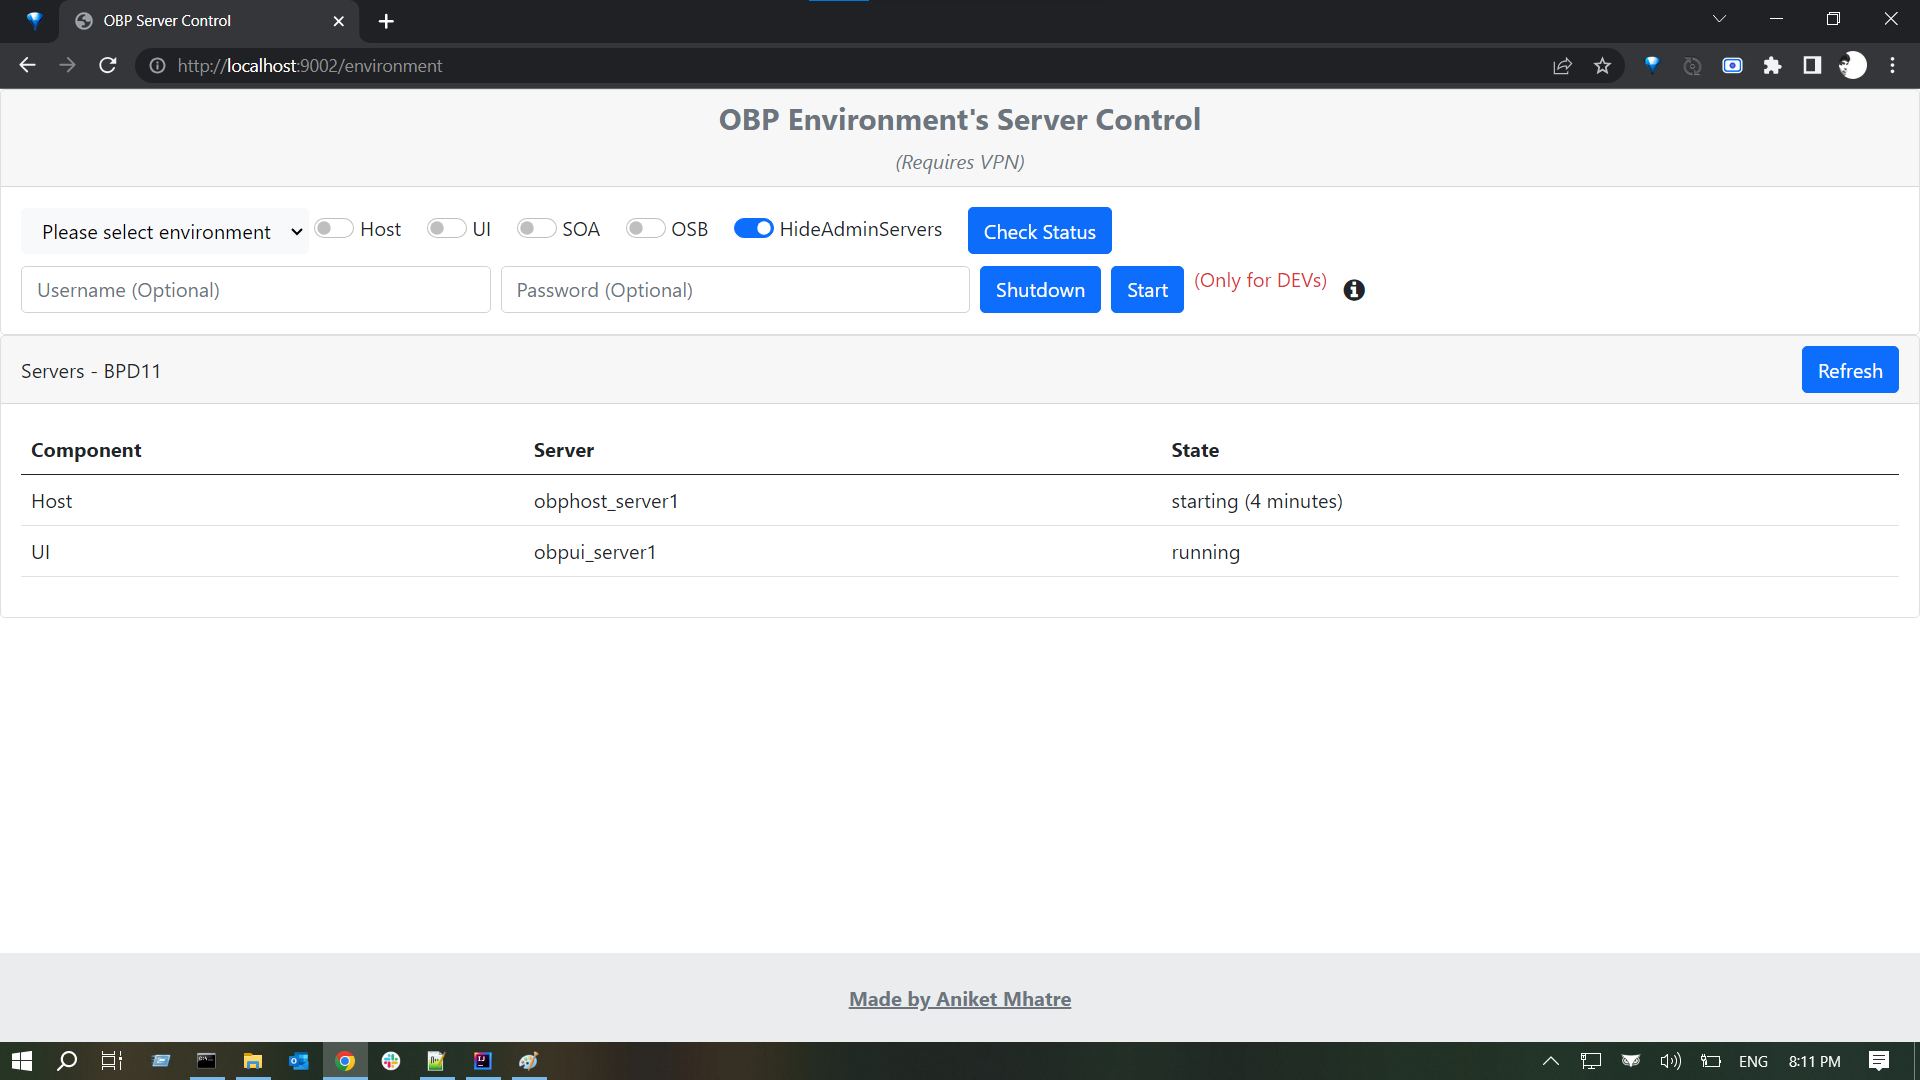 OBP Server Control
http://localhost:9002/environment
OBP Environment's Server Control
(Requires VPN)
Please select environment Host UI SOA OSB HideAdminServers Check Status
Username (Optional) Password (Optional) Shutdown Start (Only for DEVs)
Servers - BPD11 Refresh
Component Server State
Host obphost_server1 starting (4 minutes)
UI obpui_server1 running
Made by Aniket Mhatre
ENG 8:11 PM